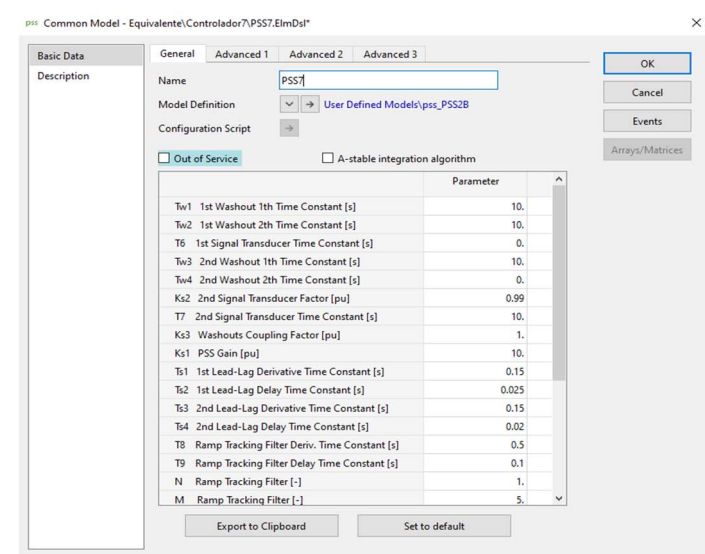 pss Common Model - Equivalente\Controlador7\PSS7.ElmDsl*
Basic Data
Description
General Advanced 1 Advanced 2 Advanced 3
Name PSS7
Model Definition User Defined Models\pss_PSS2B
Configuration Script
Out of Service A-stable integration algorithm
Parameter
Tw1 1st Washout 1th Time Constant [s] 10.
Tw2 1st Washout 2th Time Constant [s] 10.
T6 1st Signal Transducer Time Constant [s] 0.
Tw3 2nd Washout 1th Time Constant [s] 10.
Tw4 2nd Washout 2th Time Constant [s] 0.
Ks2 2nd Signal Transducer Factor [pu] 0.99
T7 2nd Signal Transducer Time Constant [s] 10.
Ks3 Washouts Coupling Factor [pu] 1.
Ks1 PSS Gain [pu] 10.
Ts1 1st Lead-Lag Derivative Time Constant [s] 0.15
Ts2 1st Lead-Lag Delay Time Constant [s] 0.025
Ts3 2nd Lead-Lag Derivative Time Constant [s] 0.15
Ts4 2nd Lead-Lag Delay Time Constant [s] 0.02
T8 Ramp Tracking Filter Deriv. Time Constant [s] 0.5
T9 Ramp Tracking Filter Delay Time Constant [s] 0.1
N Ramp Tracking Filter [-] 1.
M Ramp Tracking Filter [-] 5.
Export to Clipboard Set to default
OK
Cancel
Events
Arrays/Matrices